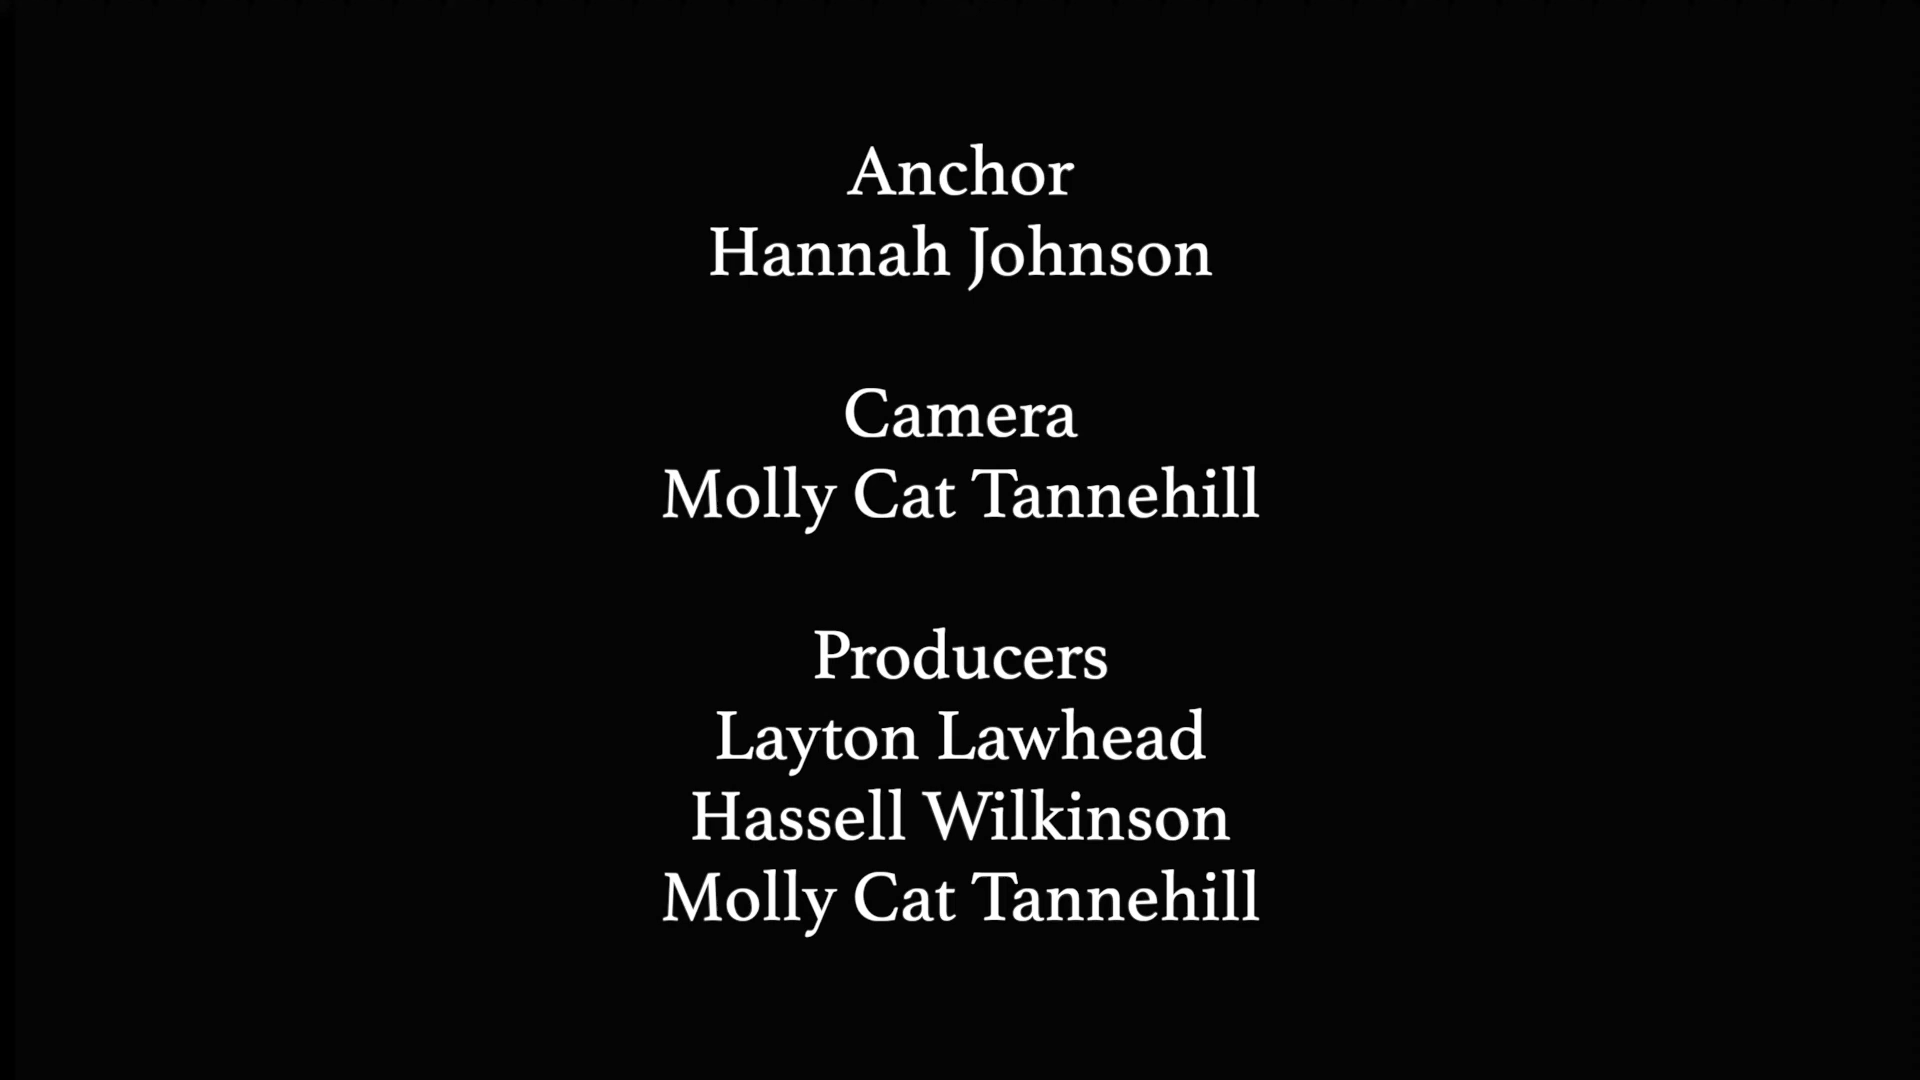 Anchor
Hannah Johnson
Camera
Molly Cat Tannehill
Producers
Layton Lawhead
Hassell Wilkinson
Molly Cat Tannehill